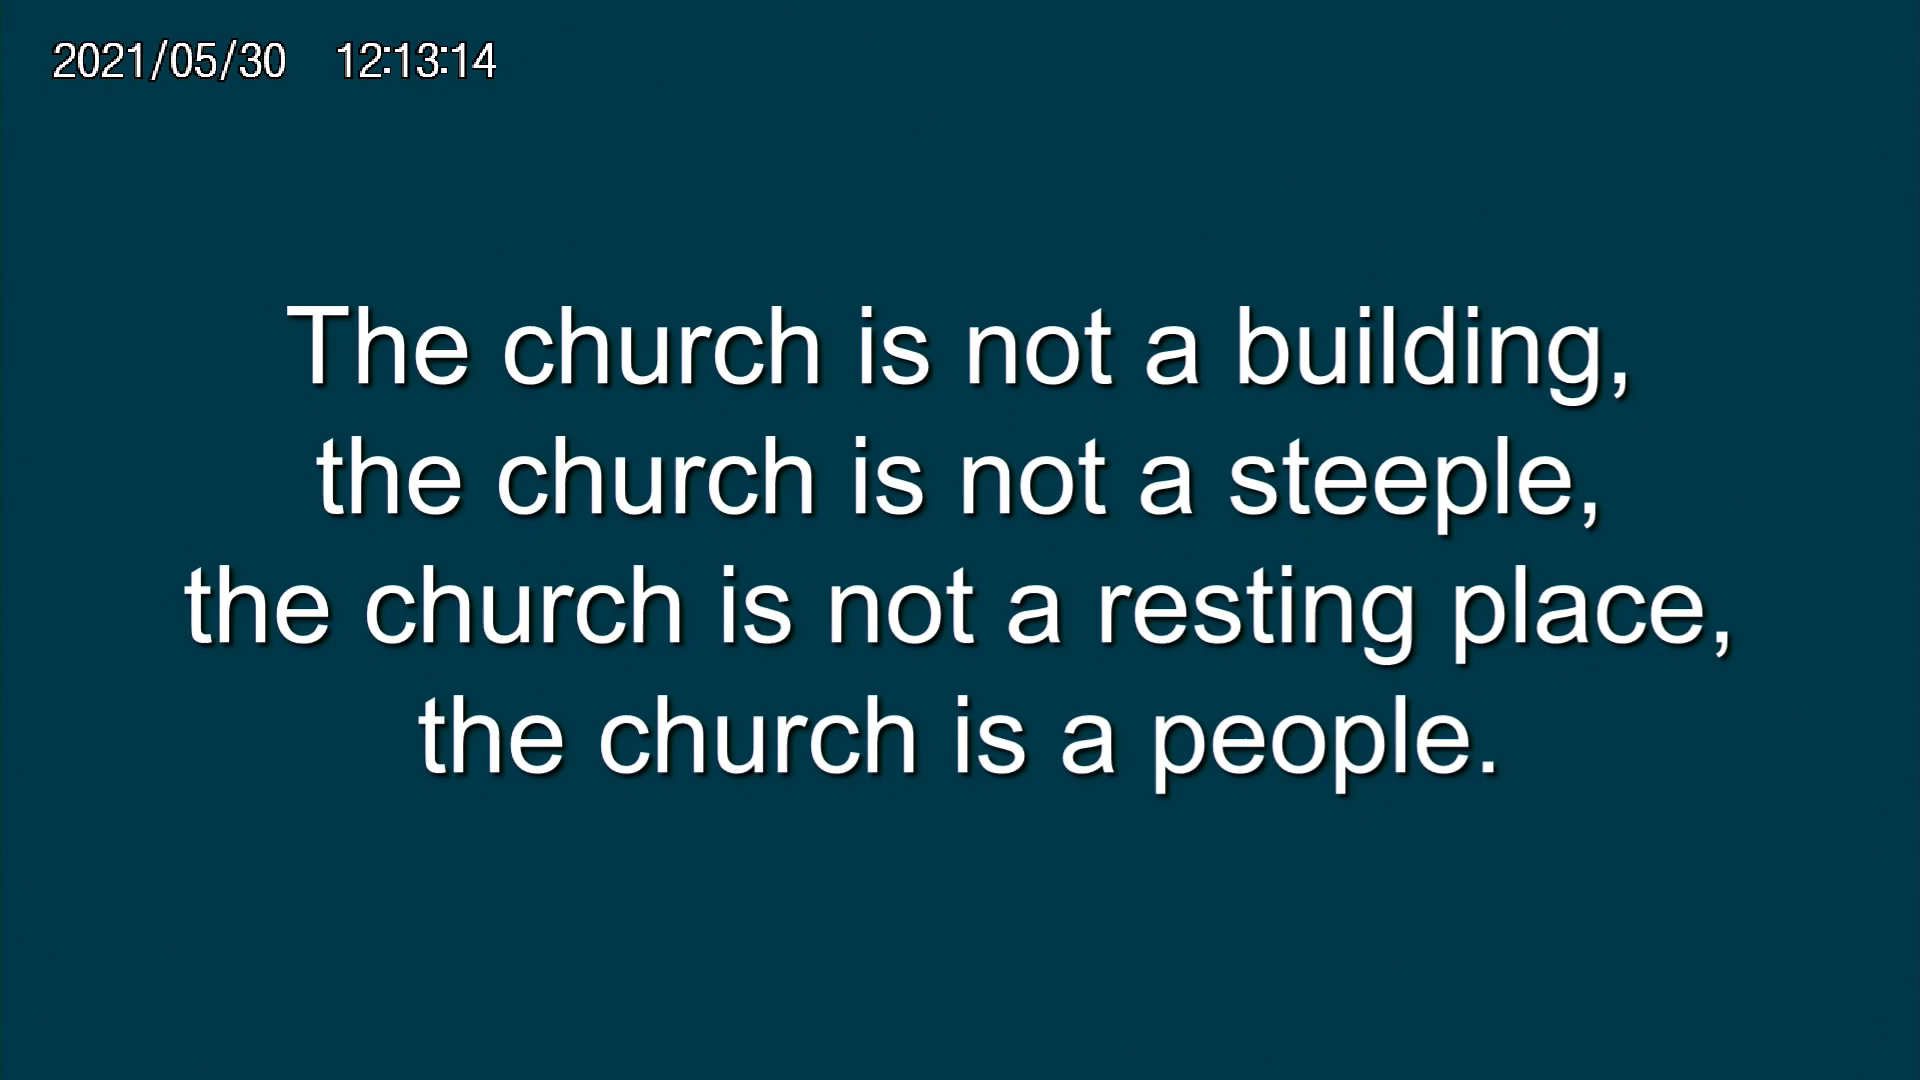 2021/05/30 12:13:14
The church is not a building,
the church is not a steeple,
the church is not a resting place,
the church is a people.